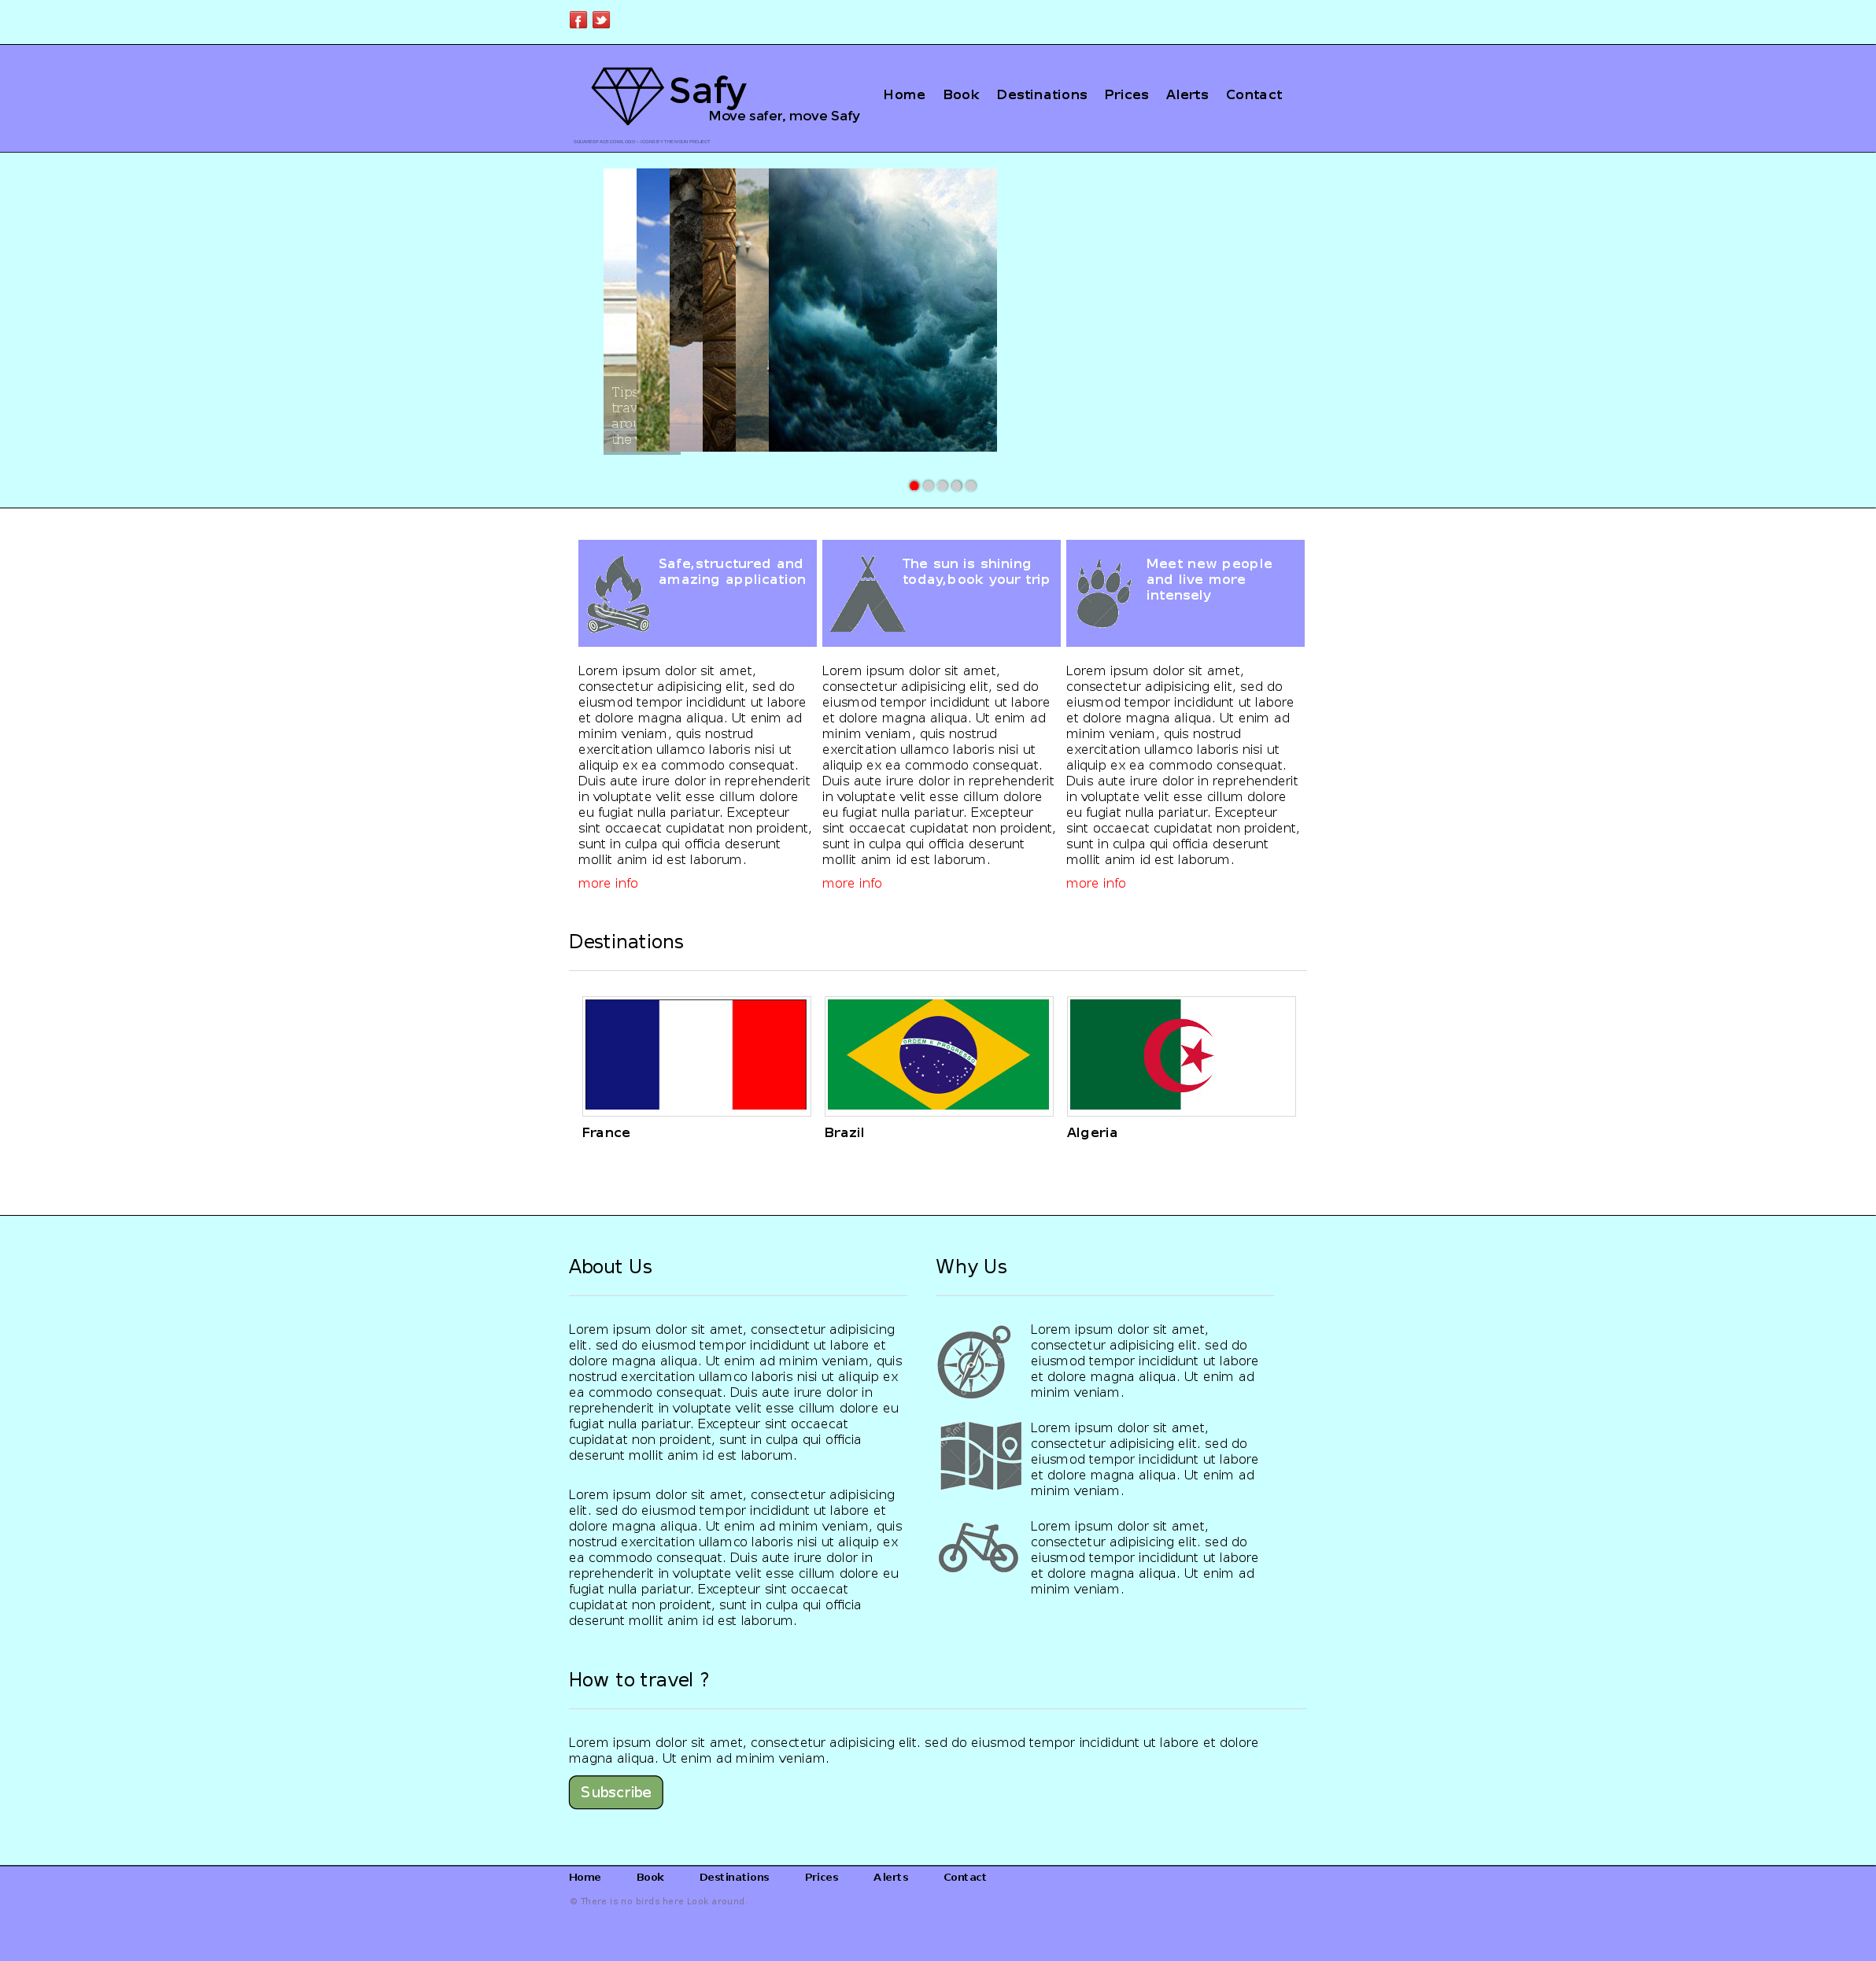 Safy
Move safer, move Safy
Home Book Destinations Prices Alerts Contact
SQUARESPACE.COM/LOGO - ICONS BY THE NOUN PROJECT
Tips
trav
arou
the
Safe,structured and
amazing application
The sun is shining
today,book your trip
Meet new people
and live more
intensely
Lorem ipsum dolor sit amet,
consectetur adipisicing elit, sed do
eiusmod tempor incididunt ut labore
et dolore magna aliqua. Ut enim ad
minim veniam, quis nostrud
exercitation ullamco laboris nisi ut
aliquip ex ea commodo consequat.
Duis aute irure dolor in reprehenderit
in voluptate velit esse cillum dolore
eu fugiat nulla pariatur. Excepteur
sint occaecat cupidatat non proident,
sunt in culpa qui officia deserunt
mollit anim id est laborum.
more info
Lorem ipsum dolor sit amet,
consectetur adipisicing elit, sed do
eiusmod tempor incididunt ut labore
et dolore magna aliqua. Ut enim ad
minim veniam, quis nostrud
exercitation ullamco laboris nisi ut
aliquip ex ea commodo consequat.
Duis aute irure dolor in reprehenderit
in voluptate velit esse cillum dolore
eu fugiat nulla pariatur. Excepteur
sint occaecat cupidatat non proident,
sunt in culpa qui officia deserunt
mollit anim id est laborum.
more info
Lorem ipsum dolor sit amet,
consectetur adipisicing elit, sed do
eiusmod tempor incididunt ut labore
et dolore magna aliqua. Ut enim ad
minim veniam, quis nostrud
exercitation ullamco laboris nisi ut
aliquip ex ea commodo consequat.
Duis aute irure dolor in reprehenderit
in voluptate velit esse cillum dolore
eu fugiat nulla pariatur. Excepteur
sint occaecat cupidatat non proident,
sunt in culpa qui officia deserunt
mollit anim id est laborum.
more info
Destinations
ORDEM E PROGRESSO
France
Brazil
Algeria
About Us
Lorem ipsum dolor sit amet, consectetur adipisicing
elit. sed do eiusmod tempor incididunt ut labore et
dolore magna aliqua. Ut enim ad minim veniam, quis
nostrud exercitation ullamco laboris nisi ut aliquip ex
ea commodo consequat. Duis aute irure dolor in
reprehenderit in voluptate velit esse cillum dolore eu
fugiat nulla pariatur. Excepteur sint occaecat
cupidatat non proident, sunt in culpa qui officia
deserunt mollit anim id est laborum.
Lorem ipsum dolor sit amet, consectetur adipisicing
elit. sed do eiusmod tempor incididunt ut labore et
dolore magna aliqua. Ut enim ad minim veniam, quis
nostrud exercitation ullamco laboris nisi ut aliquip ex
ea commodo consequat. Duis aute irure dolor in
reprehenderit in voluptate velit esse cillum dolore eu
fugiat nulla pariatur. Excepteur sint occaecat
cupidatat non proident, sunt in culpa qui officia
deserunt mollit anim id est laborum.
Why Us
Lorem ipsum dolor sit amet,
consectetur adipisicing elit. sed do
eiusmod tempor incididunt ut labore
et dolore magna aliqua. Ut enim ad
minim veniam.
Lorem ipsum dolor sit amet,
consectetur adipisicing elit. sed do
eiusmod tempor incididunt ut labore
et dolore magna aliqua. Ut enim ad
minim veniam.
Lorem ipsum dolor sit amet,
consectetur adipisicing elit. sed do
eiusmod tempor incididunt ut labore
et dolore magna aliqua. Ut enim ad
minim veniam.
How to travel ?
Lorem ipsum dolor sit amet, consectetur adipisicing elit. sed do eiusmod tempor incididunt ut labore et dolore
magna aliqua. Ut enim ad minim veniam.
Subscribe
Home Book Destinations Prices Alerts Contact
© There is no birds here Look around